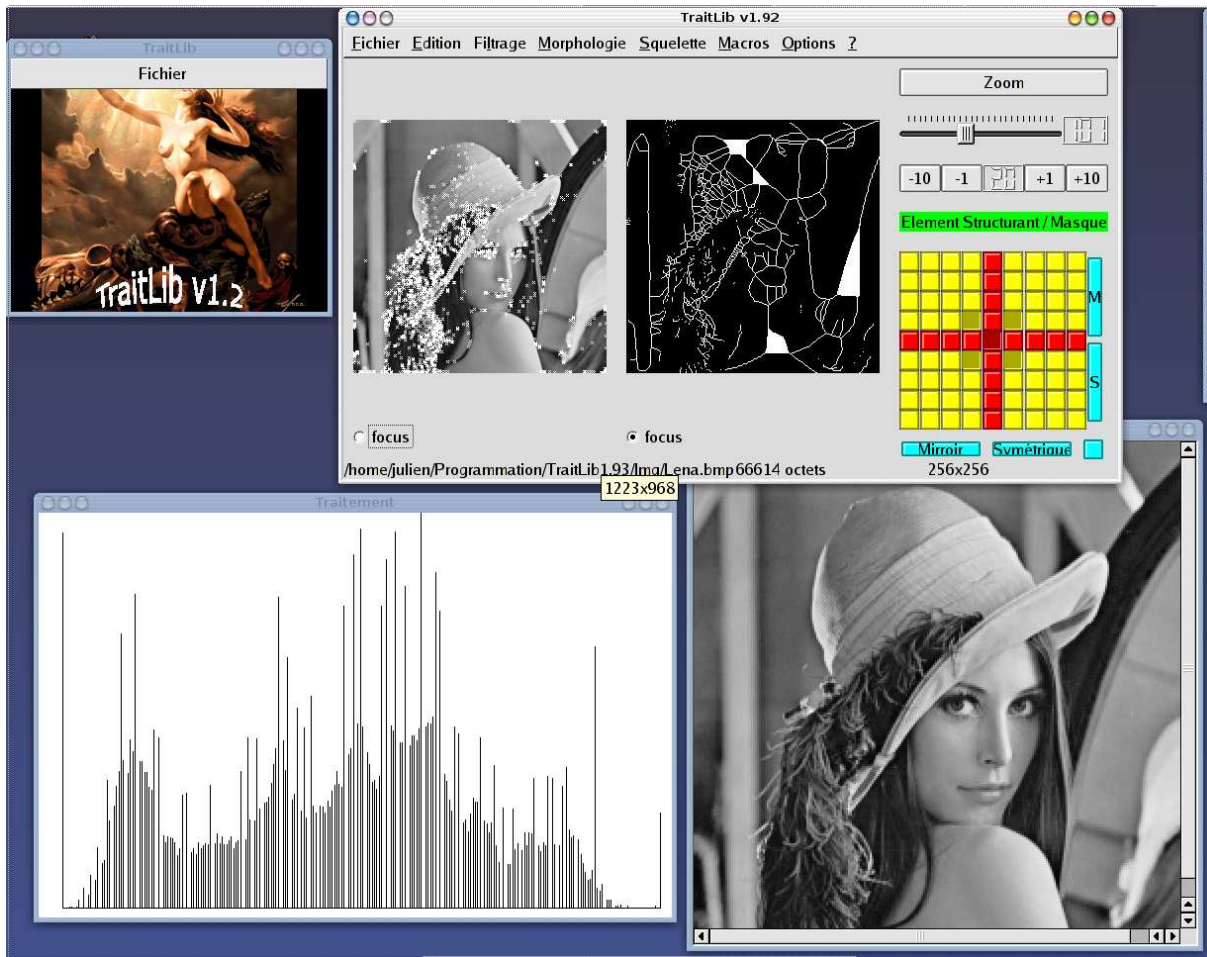 TraitLib v1.92
Fichier Edition Filtrage Morphologie Squelette Macros Options ?
TraitLib
Fichier
TraitLib v1.2
Zoom
101
-10 -1 20 +1 +10
Element Structurant / Masque
M
S
focus
focus
Mirroir Symétrique
/home/julien/Programmation/TraitLib1.93/Img/Lena.bmp 66614 octets
256x256
1223x968
Traitement